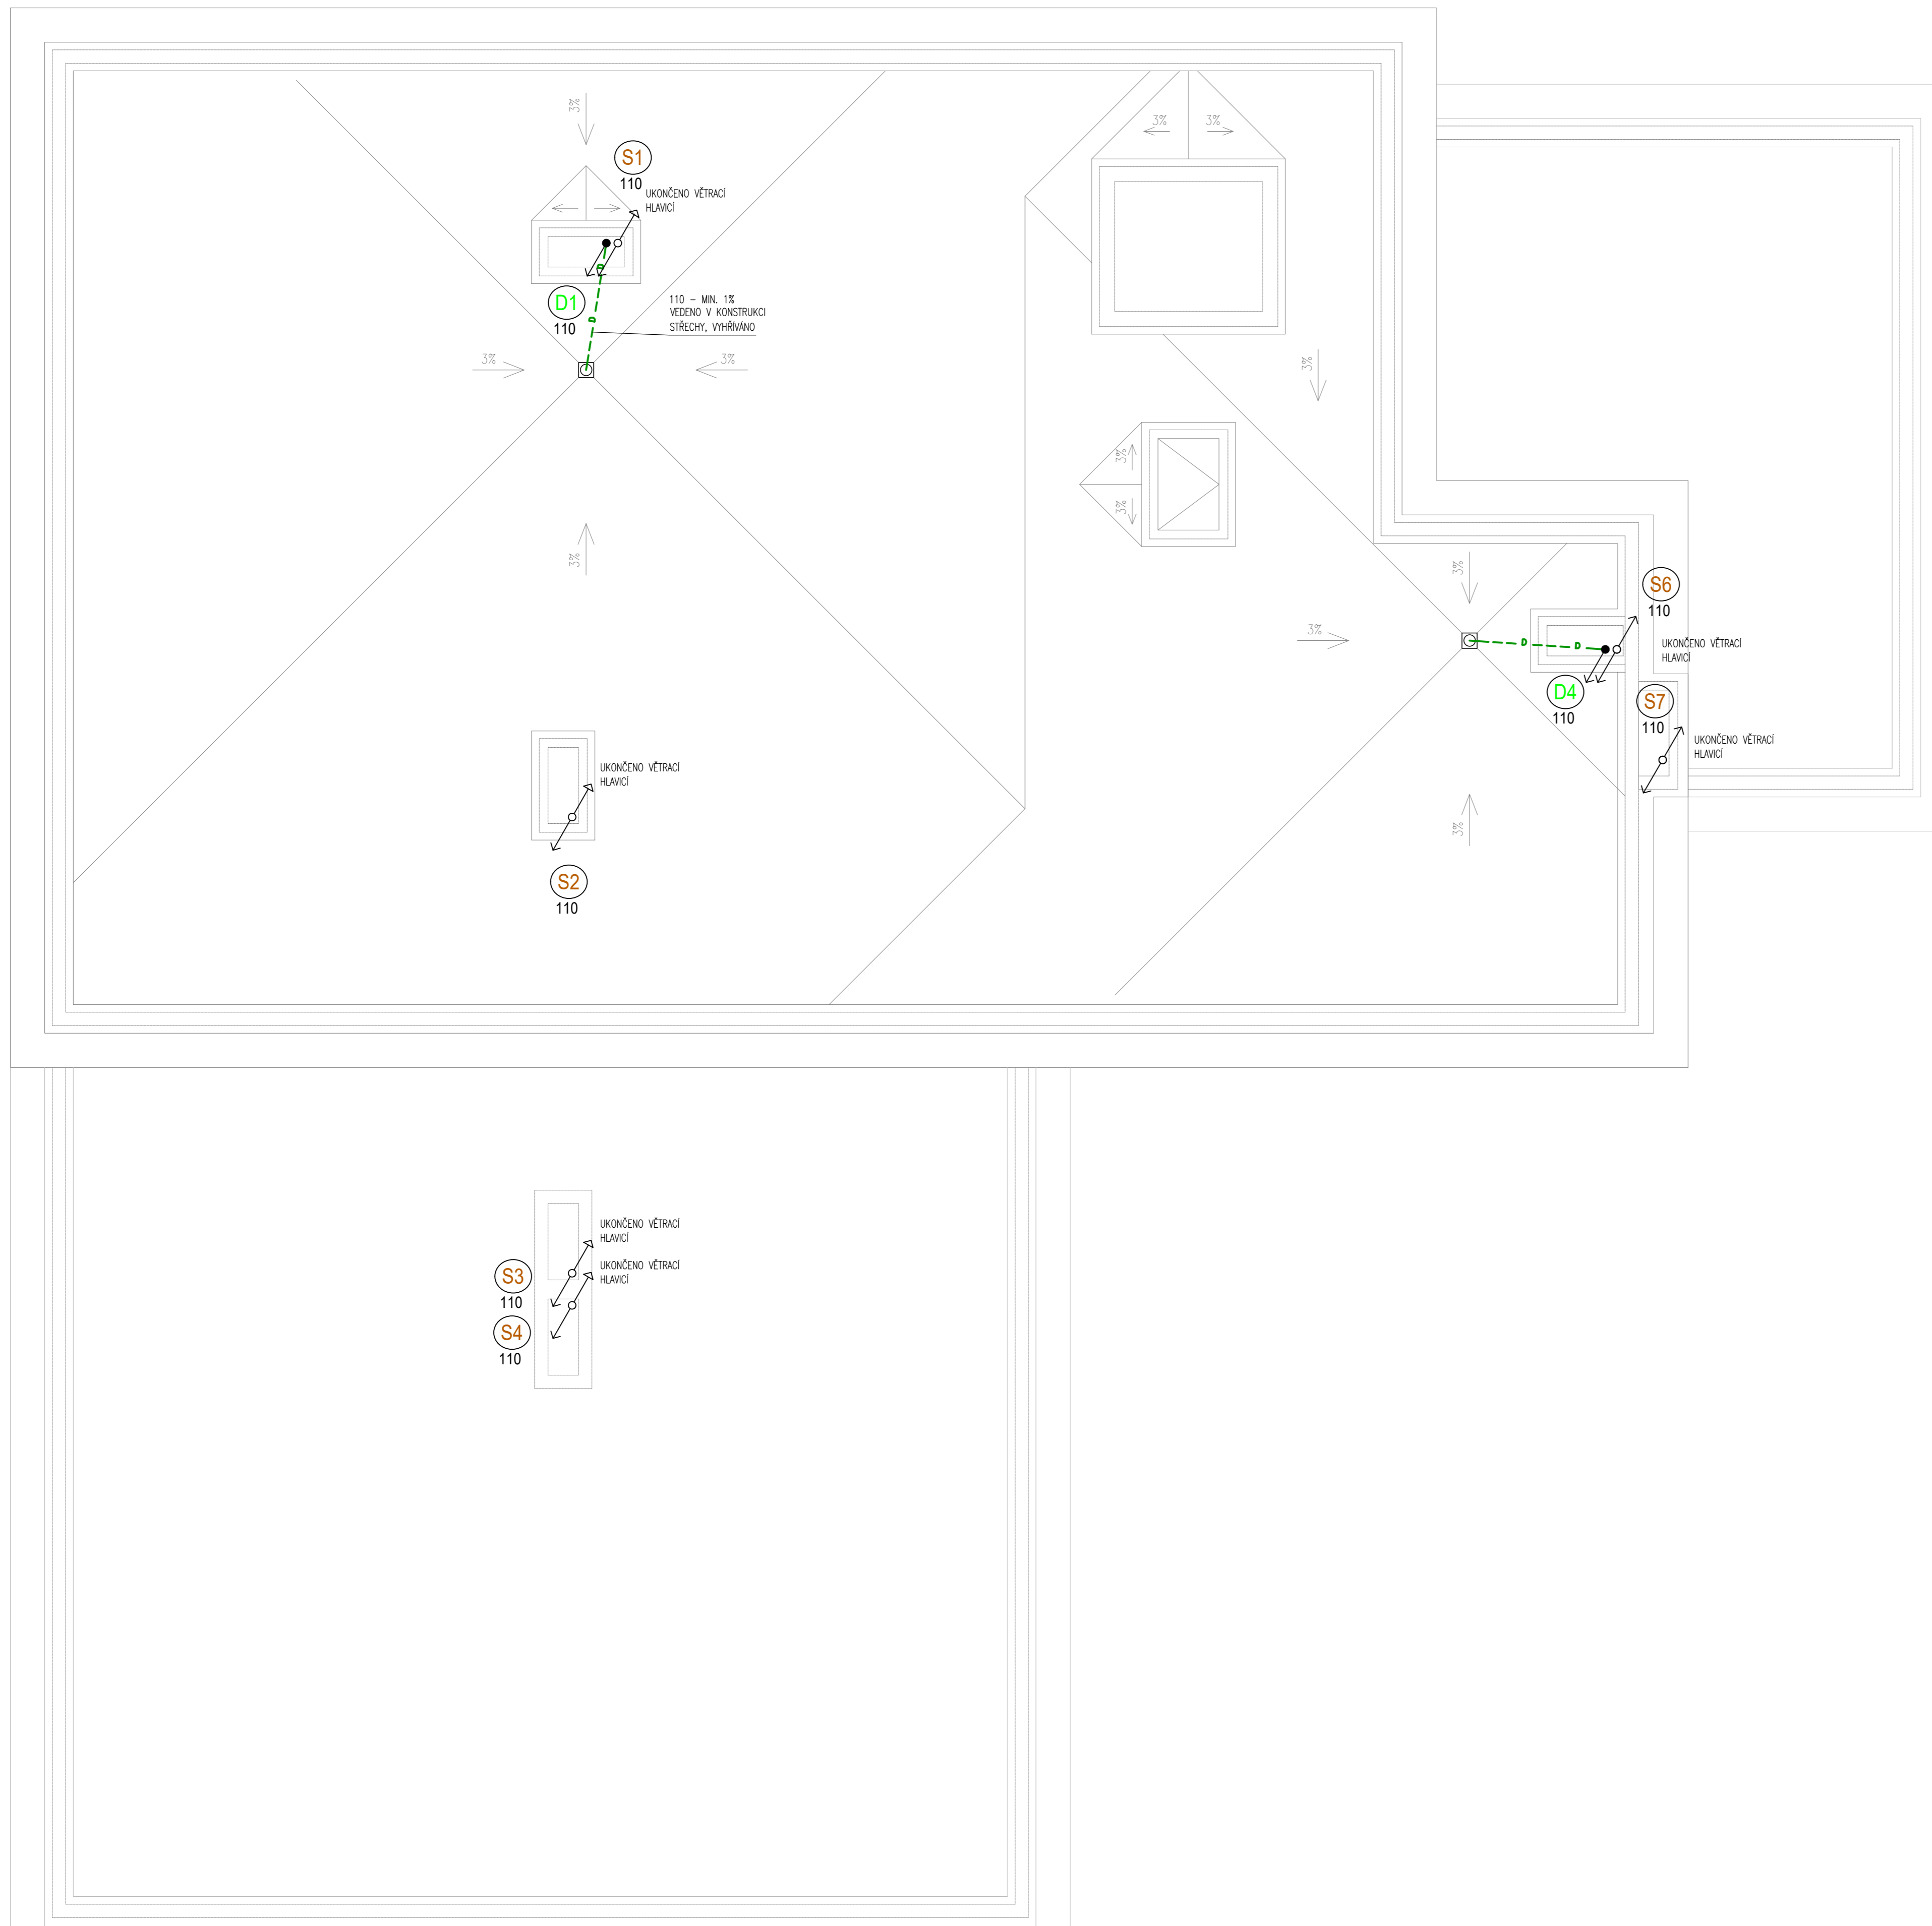 3%
S1
110
UKONČENO VĚTRACÍ
HLAVICÍ
3%
3%
D
D1
110
D
110 – MIN. 1%
VEDENO V KONSTRUKCI
STŘECHY, VYHŘÍVÁNO
3%
3%
3%
3%
3%
3%
3%
3%
S6
110
3%
D
D
UKONČENO VĚTRACÍ
HLAVICÍ
D4
110
S7
110
UKONČENO VĚTRACÍ
HLAVICÍ
UKONČENO VĚTRACÍ
HLAVICÍ
3%
S2
110
UKONČENO VĚTRACÍ
HLAVICÍ
UKONČENO VĚTRACÍ
HLAVICÍ
S3
110
S4
110